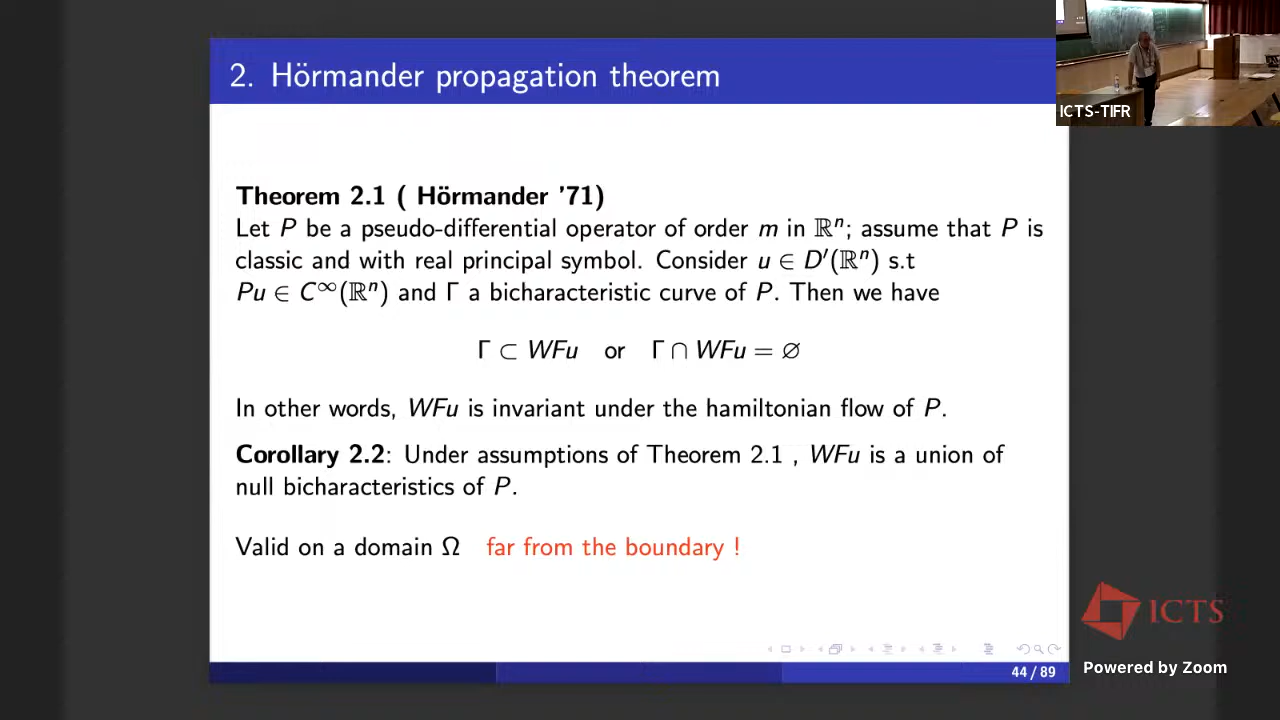 2. Hörmander propagation theorem
ICTS-TIFR
Theorem 2.1 ( Hörmander '71)
Let P be a pseudo-differential operator of order m in ℝⁿ; assume that P is
classic and with real principal symbol. Consider u ∈ D′(ℝⁿ) s.t
Pu ∈ C^∞(ℝⁿ) and Γ a bicharacteristic curve of P. Then we have
Γ ⊂ WFu or Γ ∩ WFu = ∅
In other words, WFu is invariant under the hamiltonian flow of P.
Corollary 2.2: Under assumptions of Theorem 2.1 , WFu is a union of
null bicharacteristics of P.
Valid on a domain Ω far from the boundary !
ICTS
Powered by Zoom
44 / 89